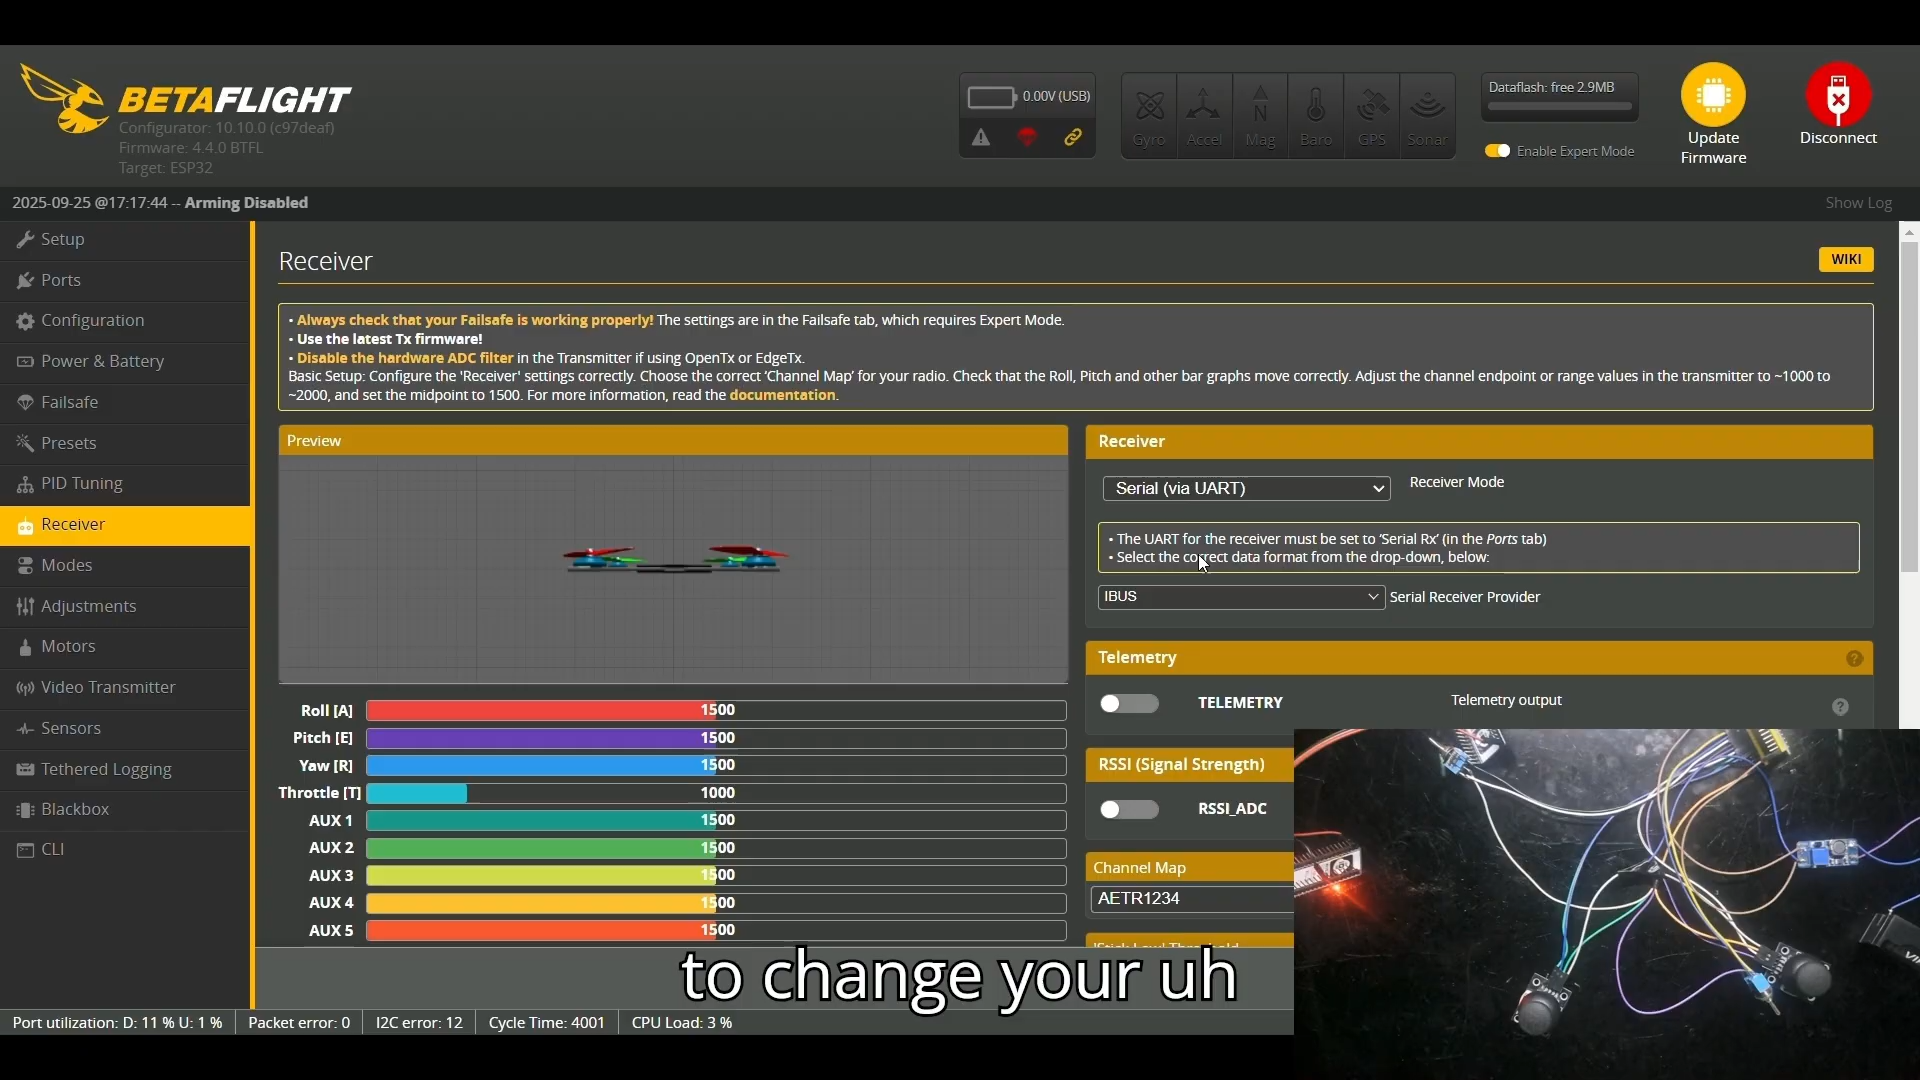 BETAFLIGHT
Configurator: 10.10.0 (c97deaf)
Firmware: 4.4.0 BTFL
Target: ESP32
0.00V (USB)
Gyro
Accel
Mag
Baro
GPS
Sonar
Dataflash: free 2.9MB
Enable Expert Mode
Update
Firmware
Disconnect
2025-09-25 @17:17:44 -- Arming Disabled
Show Log
Setup
Ports
Configuration
Power & Battery
Failsafe
Presets
PID Tuning
Receiver
Modes
Adjustments
Motors
Video Transmitter
Sensors
Tethered Logging
Blackbox
CLI
Receiver
WIKI
• Always check that your Failsafe is working properly! The settings are in the Failsafe tab, which requires Expert Mode.
• Use the latest Tx firmware!
• Disable the hardware ADC filter in the Transmitter if using OpenTx or EdgeTx.
Basic Setup: Configure the 'Receiver' settings correctly. Choose the correct 'Channel Map' for your radio. Check that the Roll, Pitch and other bar graphs move correctly. Adjust the channel endpoint or range values in the transmitter to ~1000 to
~2000, and set the midpoint to 1500. For more information, read the documentation.
Preview
Roll [A] 1500
Pitch [E] 1500
Yaw [R] 1500
Throttle [T] 1000
AUX 1 1500
AUX 2 1500
AUX 3 1500
AUX 4 1500
AUX 5 1500
Receiver
Serial (via UART) Receiver Mode
• The UART for the receiver must be set to 'Serial Rx' (in the Ports tab)
• Select the correct data format from the drop-down, below:
IBUS Serial Receiver Provider
Telemetry
?
TELEMETRY Telemetry output
?
RSSI (Signal Strength)
RSSI_ADC
Channel Map
AETR1234
'Stick Low' Threshold
to change your uh
Port utilization: D: 11 % U: 1 %
Packet error: 0
I2C error: 12
Cycle Time: 4001
CPU Load: 3 %